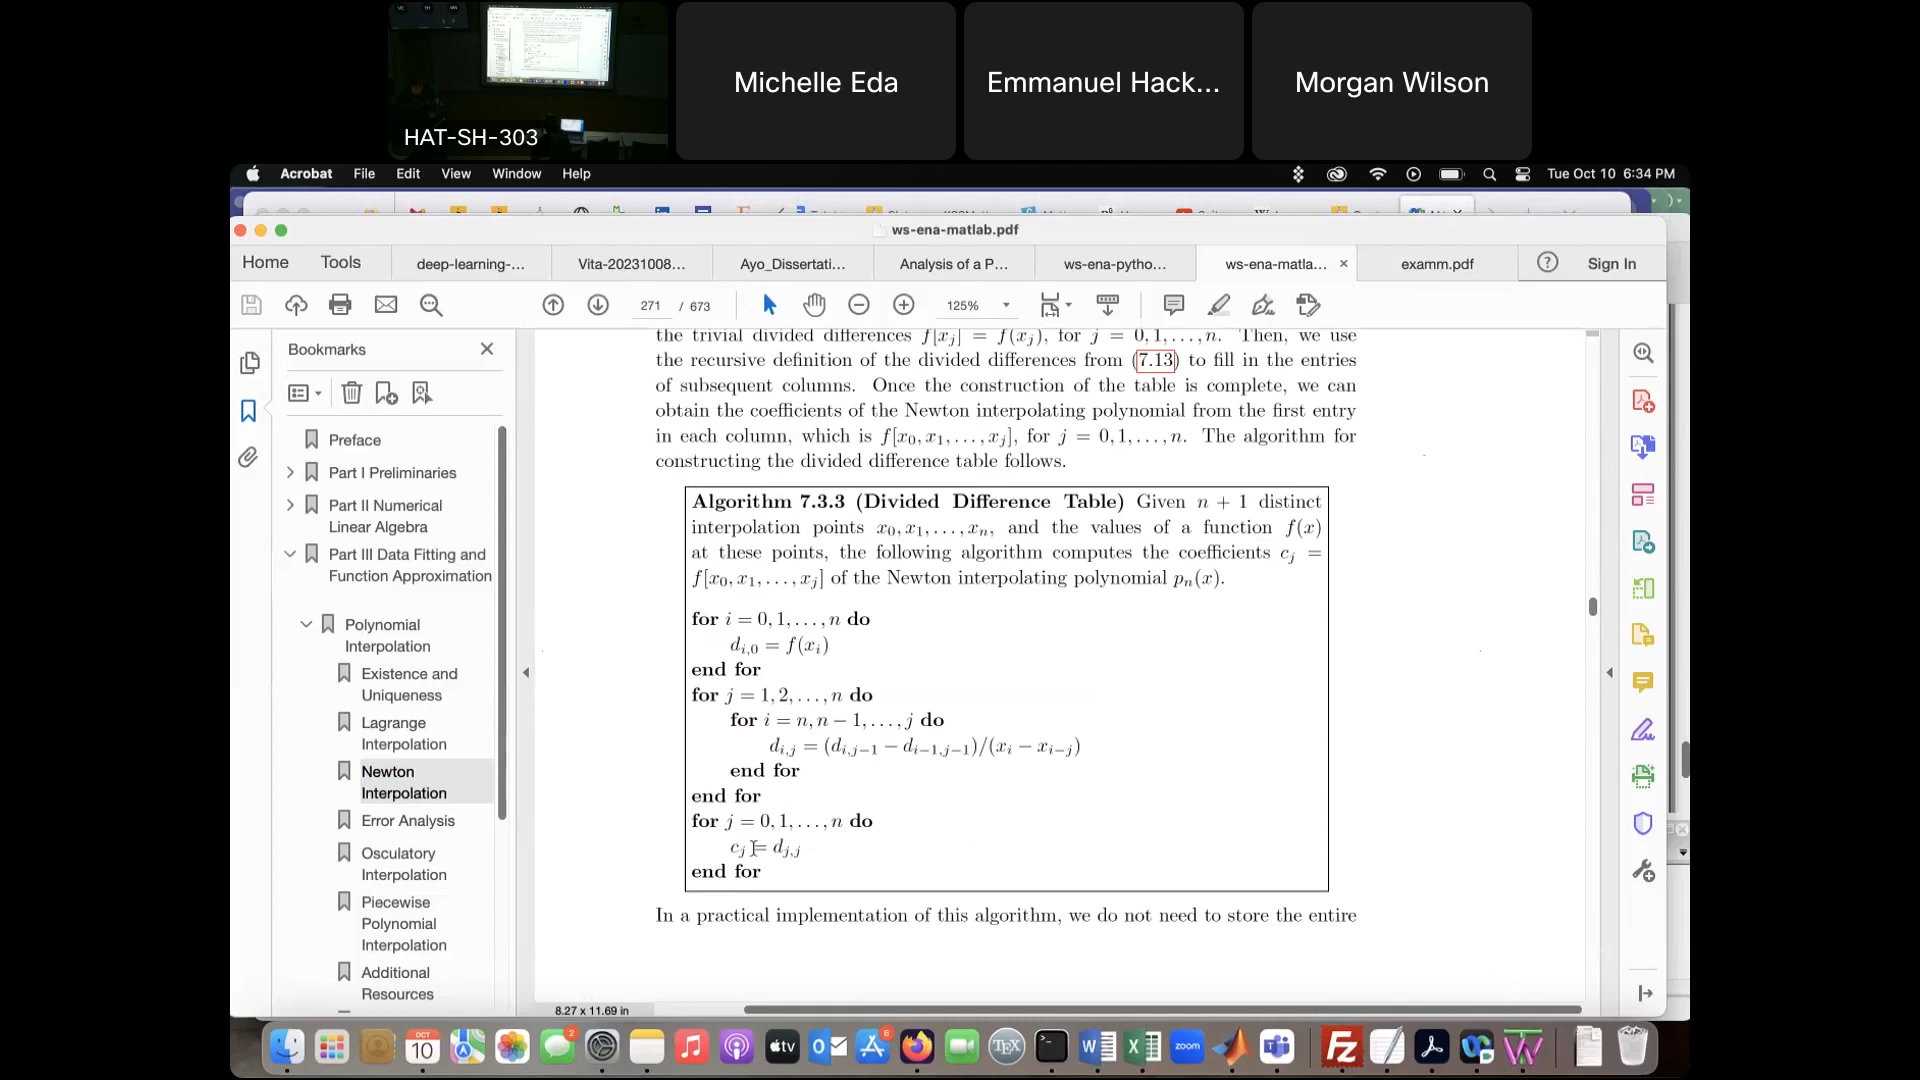 HAT-SH-303
Michelle Eda
Emmanuel Hack...
Morgan Wilson
Acrobat File Edit View Window Help
Tue Oct 10 6:34 PM
ws-ena-matlab.pdf
Home Tools deep-learning-... Vita-20231008... Ayo_Dissertati... Analysis of a P... ws-ena-pytho... ws-ena-matla... × examm.pdf Sign In
271 / 673 125%
Bookmarks
Preface
Part I Preliminaries
Part II Numerical
Linear Algebra
Part III Data Fitting and
Function Approximation
Polynomial
Interpolation
Existence and
Uniqueness
Lagrange
Interpolation
Newton
Interpolation
Error Analysis
Osculatory
Interpolation
Piecewise
Polynomial
Interpolation
Additional
Resources
the trivial divided differences f[x_j] = f(x_j), for j = 0, 1, . . . , n. Then, we use
the recursive definition of the divided differences from (7.13) to fill in the entries
of subsequent columns. Once the construction of the table is complete, we can
obtain the coefficients of the Newton interpolating polynomial from the first entry
in each column, which is f[x_0, x_1, . . . , x_j], for j = 0, 1, . . . , n. The algorithm for
constructing the divided difference table follows.
Algorithm 7.3.3 (Divided Difference Table) Given n + 1 distinct
interpolation points x_0, x_1, . . . , x_n, and the values of a function f(x)
at these points, the following algorithm computes the coefficients c_j =
f[x_0, x_1, . . . , x_j] of the Newton interpolating polynomial p_n(x).
for i = 0, 1, . . . , n do
d_{i,0} = f(x_i)
end for
for j = 1, 2, . . . , n do
for i = n, n − 1, . . . , j do
d_{i,j} = (d_{i,j−1} − d_{i−1,j−1})/(x_i − x_{i−j})
end for
end for
for j = 0, 1, . . . , n do
c_j = d_{j,j}
end for
In a practical implementation of this algorithm, we do not need to store the entire
8.27 x 11.69 in
OCT
10
2
tv
6
TEX
zoom